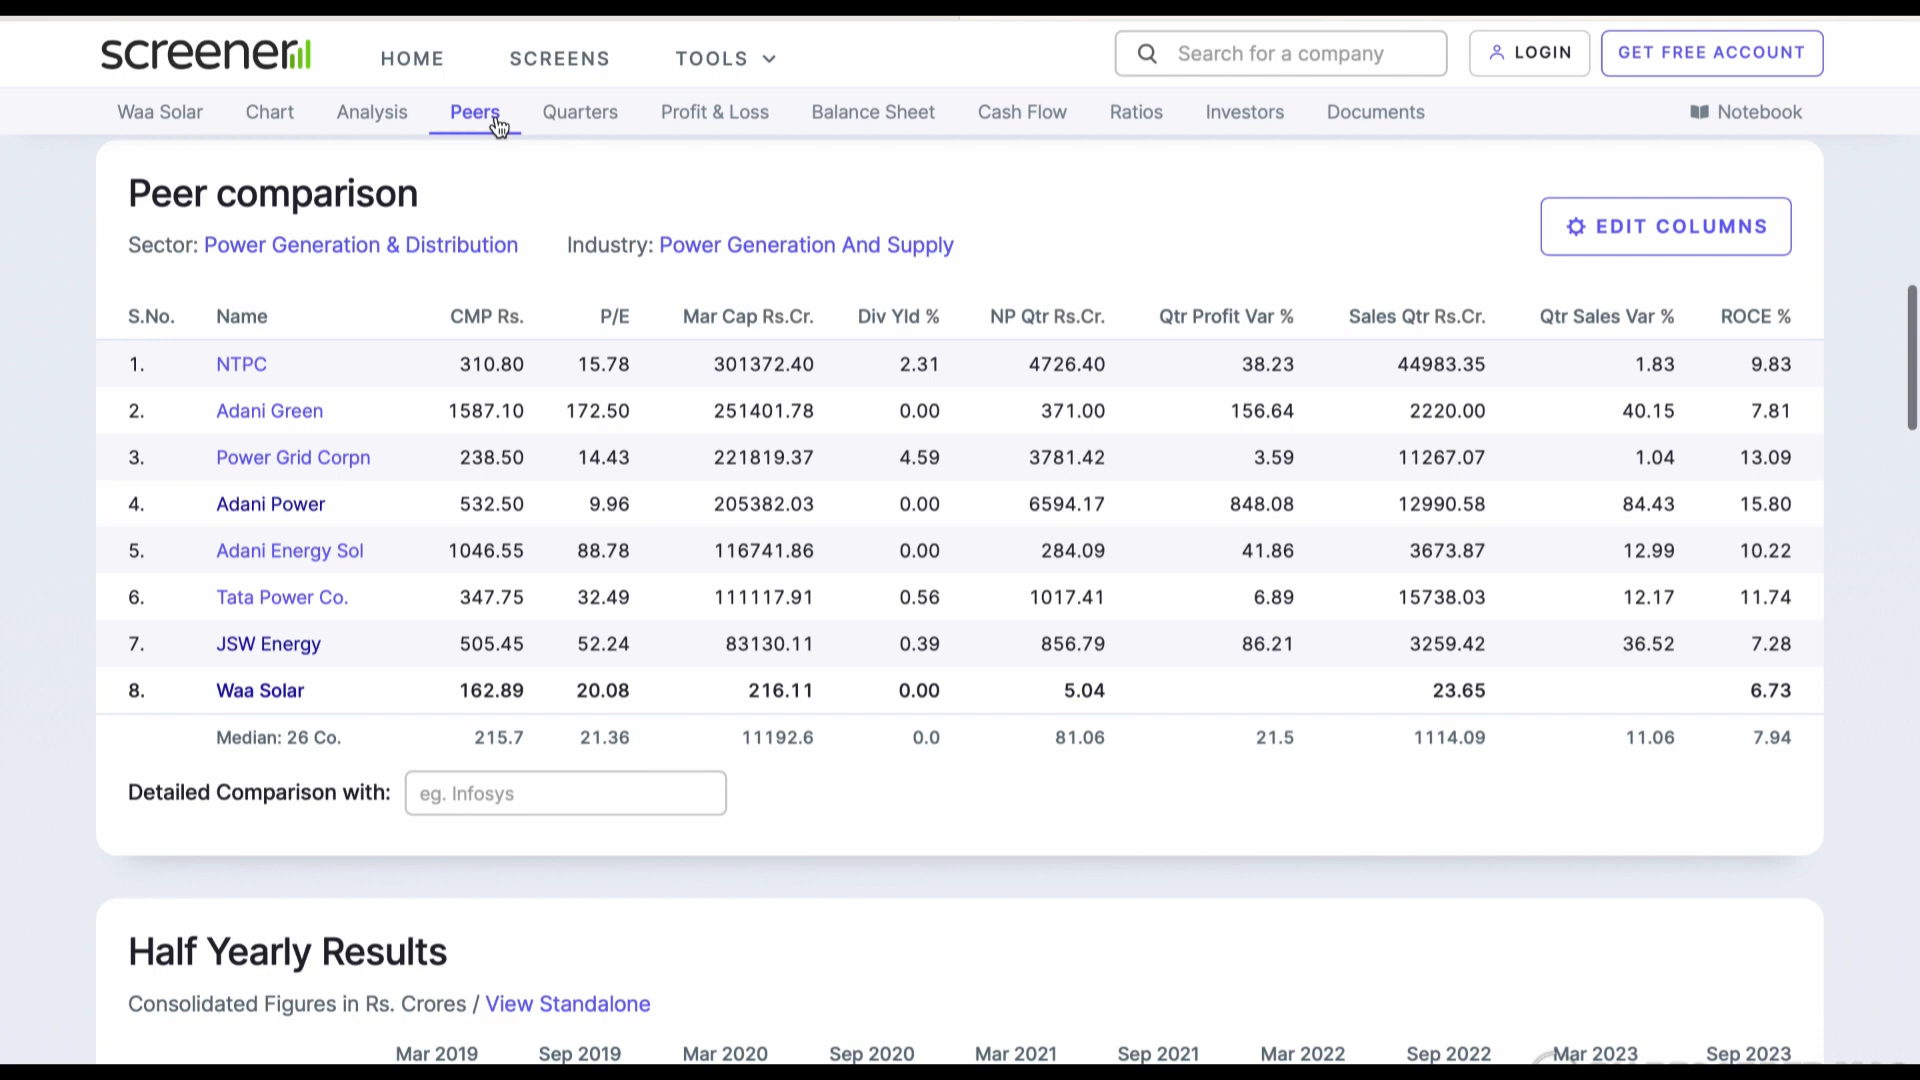 screener
HOME SCREENS TOOLS
Search for a company
LOGIN
GET FREE ACCOUNT
Waa Solar Chart Analysis Peers Quarters Profit & Loss Balance Sheet Cash Flow Ratios Investors Documents Notebook
Peer comparison
EDIT COLUMNS
Sector: Power Generation & Distribution Industry: Power Generation And Supply
S.No. Name CMP Rs. P/E Mar Cap Rs.Cr. Div Yld % NP Qtr Rs.Cr. Qtr Profit Var % Sales Qtr Rs.Cr. Qtr Sales Var % ROCE %
1. NTPC 310.80 15.78 301372.40 2.31 4726.40 38.23 44983.35 1.83 9.83
2. Adani Green 1587.10 172.50 251401.78 0.00 371.00 156.64 2220.00 40.15 7.81
3. Power Grid Corpn 238.50 14.43 221819.37 4.59 3781.42 3.59 11267.07 1.04 13.09
4. Adani Power 532.50 9.96 205382.03 0.00 6594.17 848.08 12990.58 84.43 15.80
5. Adani Energy Sol 1046.55 88.78 116741.86 0.00 284.09 41.86 3673.87 12.99 10.22
6. Tata Power Co. 347.75 32.49 111117.91 0.56 1017.41 6.89 15738.03 12.17 11.74
7. JSW Energy 505.45 52.24 83130.11 0.39 856.79 86.21 3259.42 36.52 7.28
8. Waa Solar 162.89 20.08 216.11 0.00 5.04 23.65 6.73
Median: 26 Co. 215.7 21.36 11192.6 0.0 81.06 21.5 1114.09 11.06 7.94
Detailed Comparison with: eg. Infosys
Half Yearly Results
Consolidated Figures in Rs. Crores / View Standalone
Mar 2019 Sep 2019 Mar 2020 Sep 2020 Mar 2021 Sep 2021 Mar 2022 Sep 2022 Mar 2023 Sep 2023